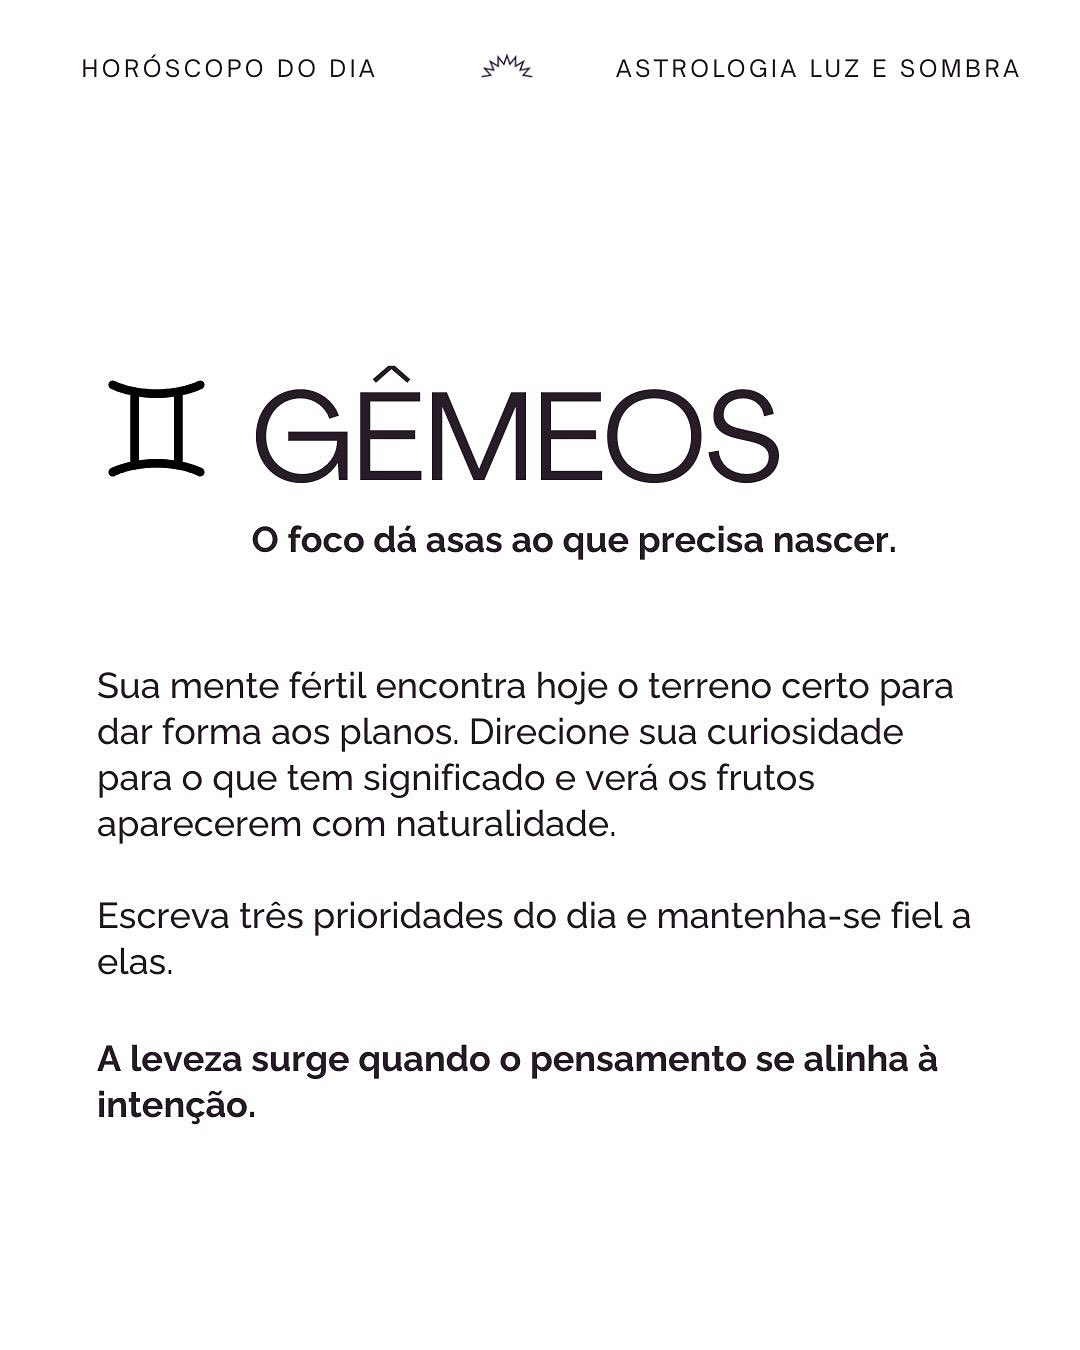 HORÓSCOPO DO DIA
ASTROLOGIA LUZ E SOMBRA
GÊMEOS
O foco dá asas ao que precisa nascer.
Sua mente fértil encontra hoje o terreno certo para
dar forma aos planos. Direcione sua curiosidade
para o que tem significado e verá os frutos
aparecerem com naturalidade.
Escreva três prioridades do dia e mantenha-se fiel a
elas.
A leveza surge quando o pensamento se alinha à
intenção.